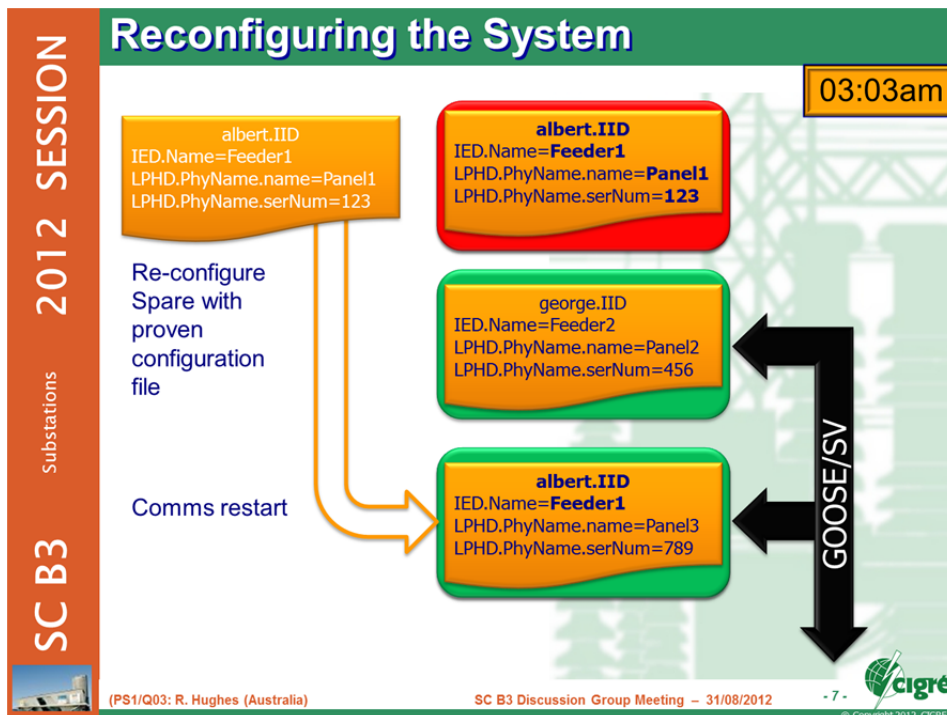 Reconfiguring the System
03:03am
SC B3 Substations 2012 SESSION
albert.IID
IED.Name=Feeder1
LPHD.PhyName.name=Panel1
LPHD.PhyName.serNum=123
albert.IID
IED.Name=Feeder1
LPHD.PhyName.name=Panel1
LPHD.PhyName.serNum=123
Re-configure
Spare with
proven
configuration
file
george.IID
IED.Name=Feeder2
LPHD.PhyName.name=Panel2
LPHD.PhyName.serNum=456
Comms restart
albert.IID
IED.Name=Feeder1
LPHD.PhyName.name=Panel3
LPHD.PhyName.serNum=789
GOOSE/SV
(PS1/Q03: R. Hughes (Australia)
SC B3 Discussion Group Meeting – 31/08/2012
- 7 -
cigré
© Copyright 2012, CIGRE